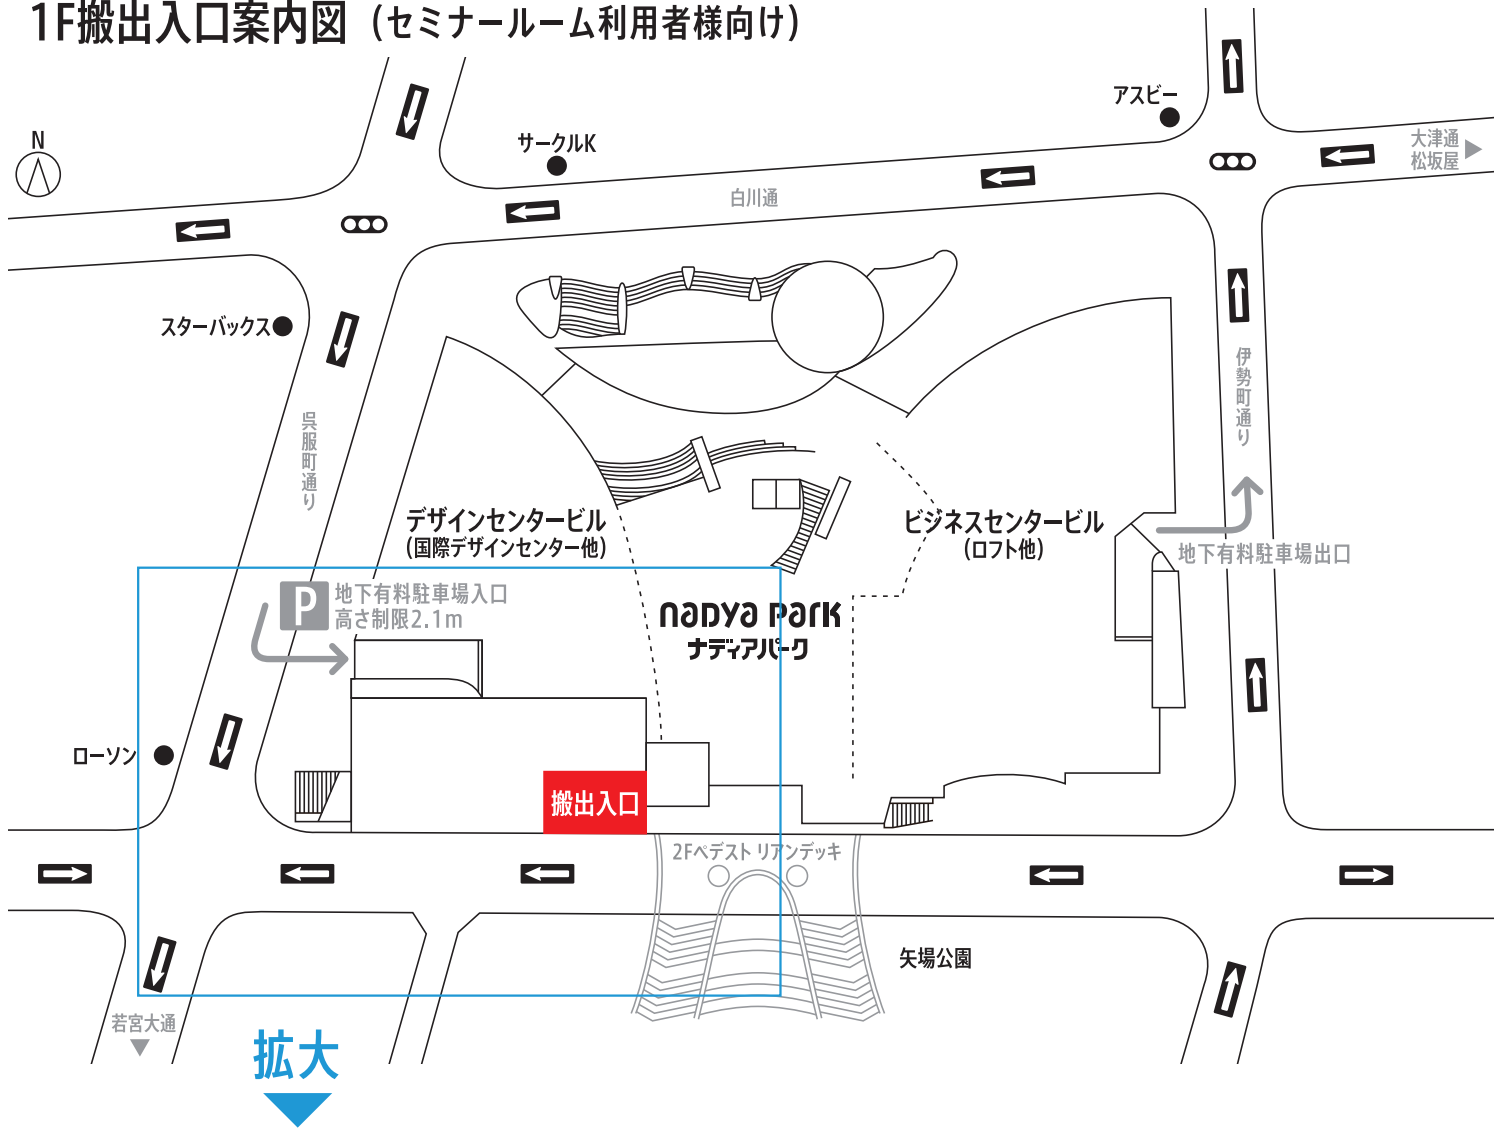 1F搬出入口案内図（セミナールーム利用者様向け）
アスビー
N
サークルK
大津通
松坂屋
白川通
スターバックス
伊勢町通り
呉服町通り
デザインセンタービル
（国際デザインセンター他）
ビジネスセンタービル
（ロフト他）
地下有料駐車場出口
P
地下有料駐車場入口
高さ制限2.1m
NADYA PARK
ナディアパーク
ローソン
搬出入口
2Fペデストリアンデッキ
矢場公園
若宮大通
拡大